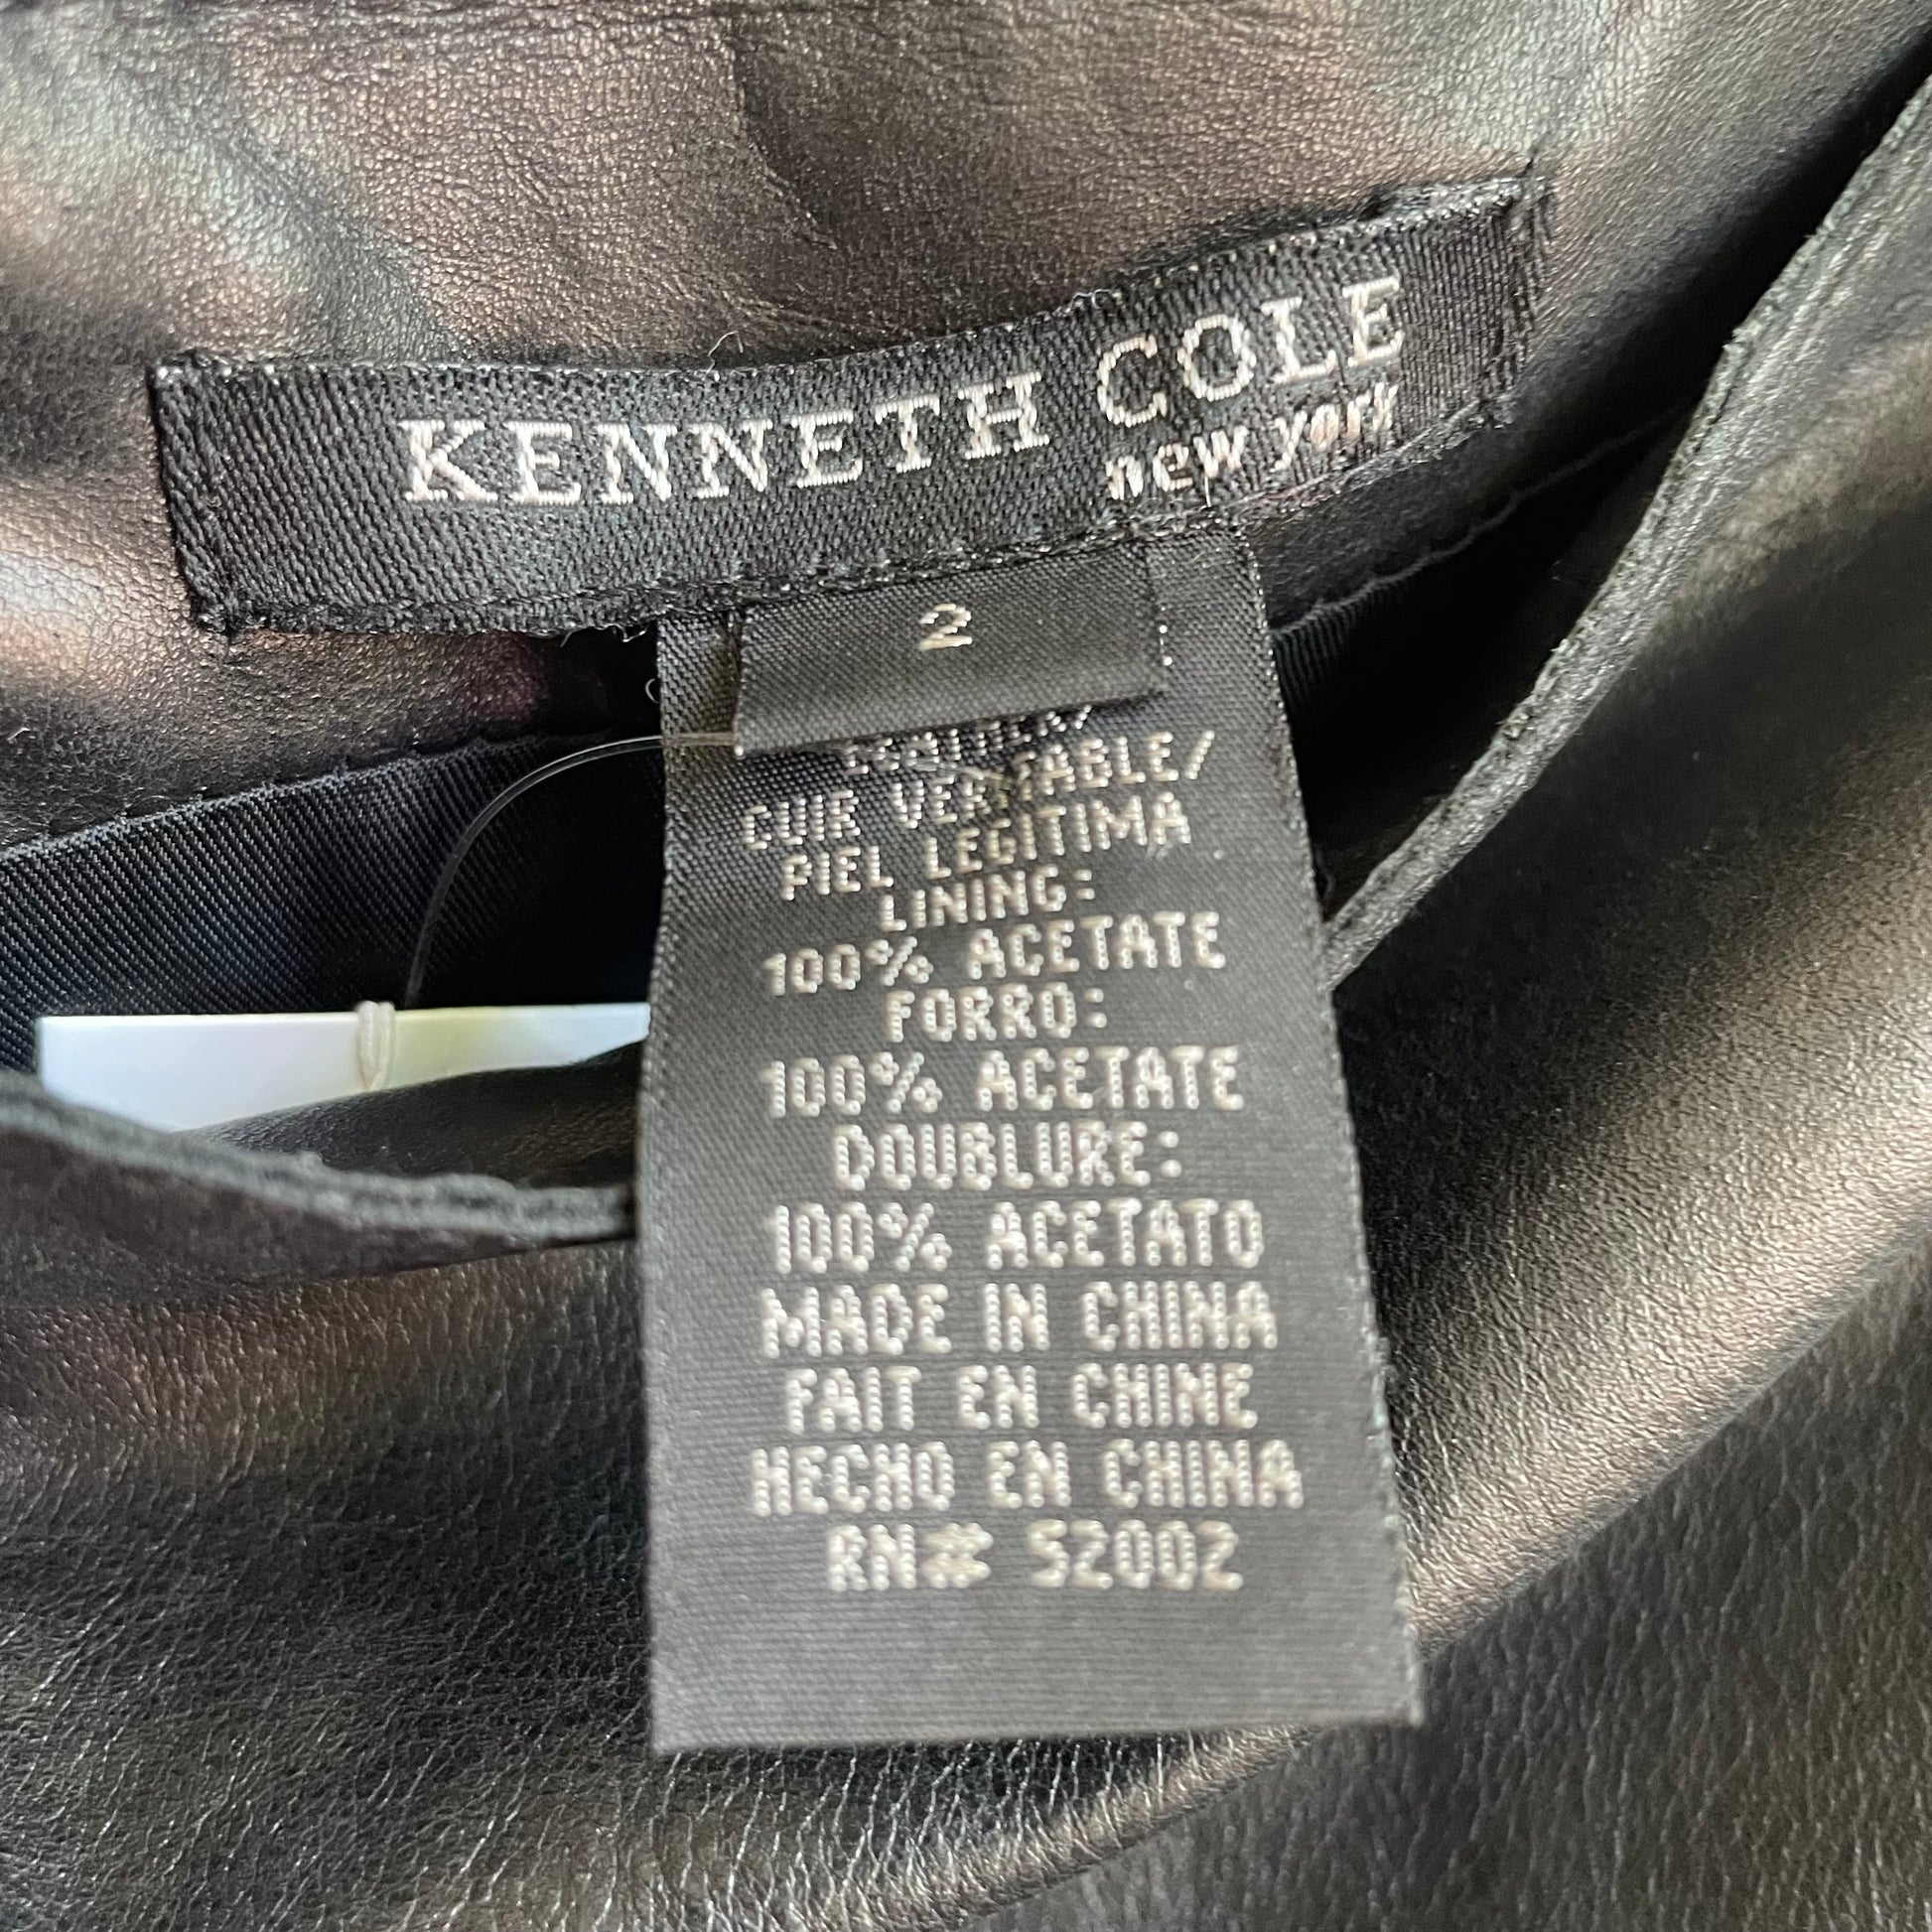 KENNETH COLE
new york
2
LEATHER/
CUIR VERITABLE/
PIEL LEGITIMA
LINING:
100% ACETATE
FORRO:
100% ACETATE
DOUBLURE:
100% ACETATO
MADE IN CHINA
FAIT EN CHINE
HECHO EN CHINA
RN# 52002